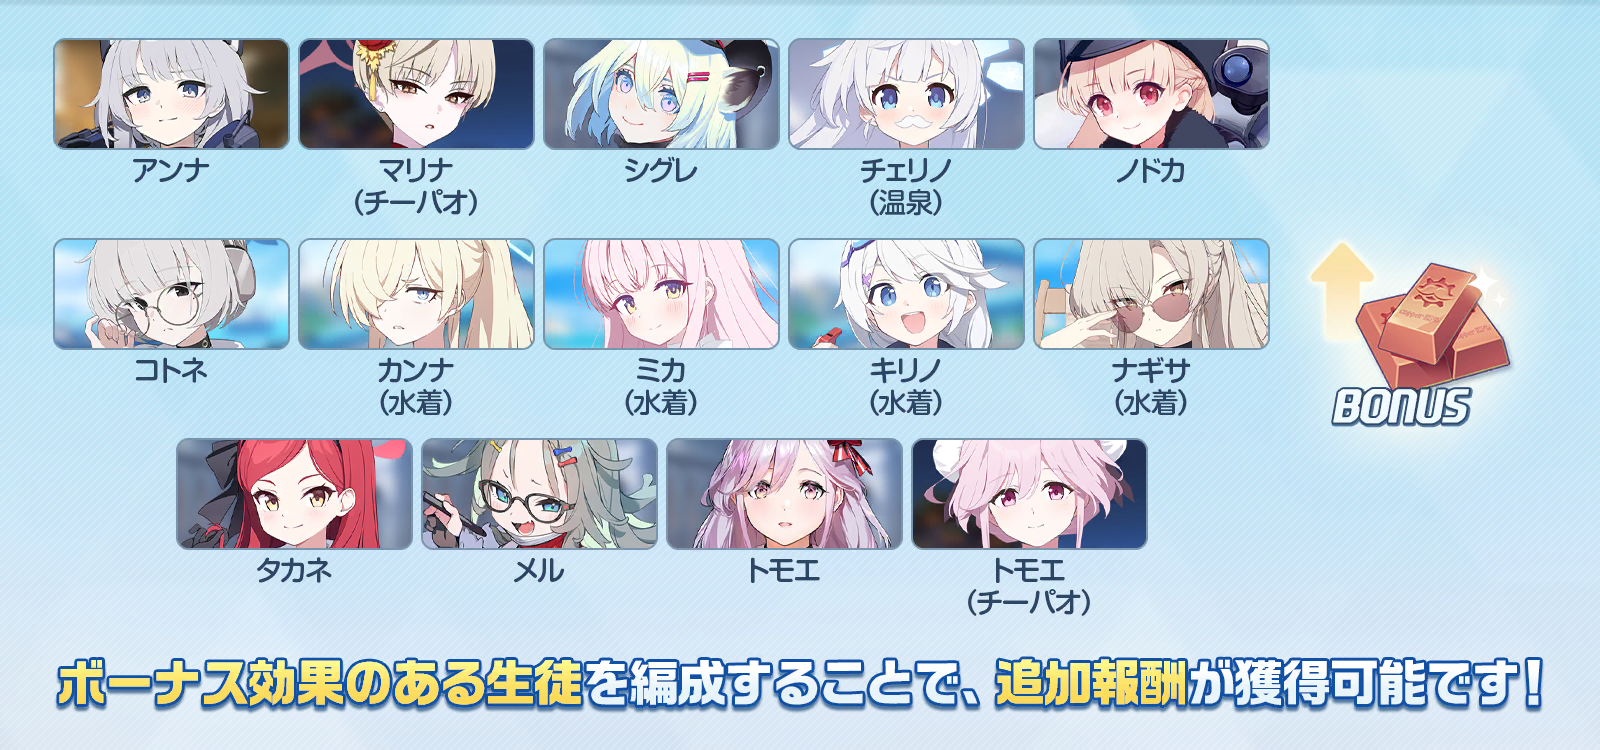 アンナ
マリナ
（チーパオ）
シグレ
チェリノ
（温泉）
ノドカ
コトネ
カンナ
（水着）
ミカ
（水着）
キリノ
（水着）
ナギサ
（水着）
BONUS
タカネ
メル
トモエ
トモエ
（チーパオ）
ボーナス効果のある生徒を編成することで、追加報酬が獲得可能です！